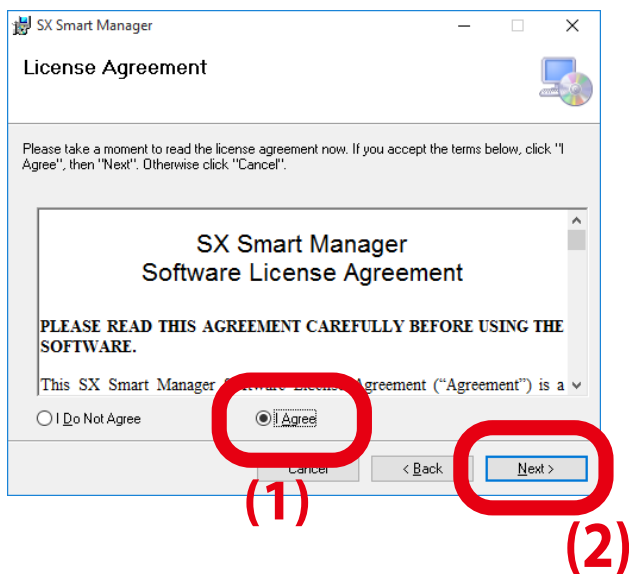 SX Smart Manager
License Agreement
Please take a moment to read the license agreement now. If you accept the terms below, click "I
Agree", then "Next". Otherwise click "Cancel".
SX Smart Manager
Software License Agreement
PLEASE READ THIS AGREEMENT CAREFULLY BEFORE USING THE
SOFTWARE.
This SX Smart Manager Software License Agreement (“Agreement”) is a
I Do Not Agree
I Agree
Cancel
< Back
Next >
(1)
(2)